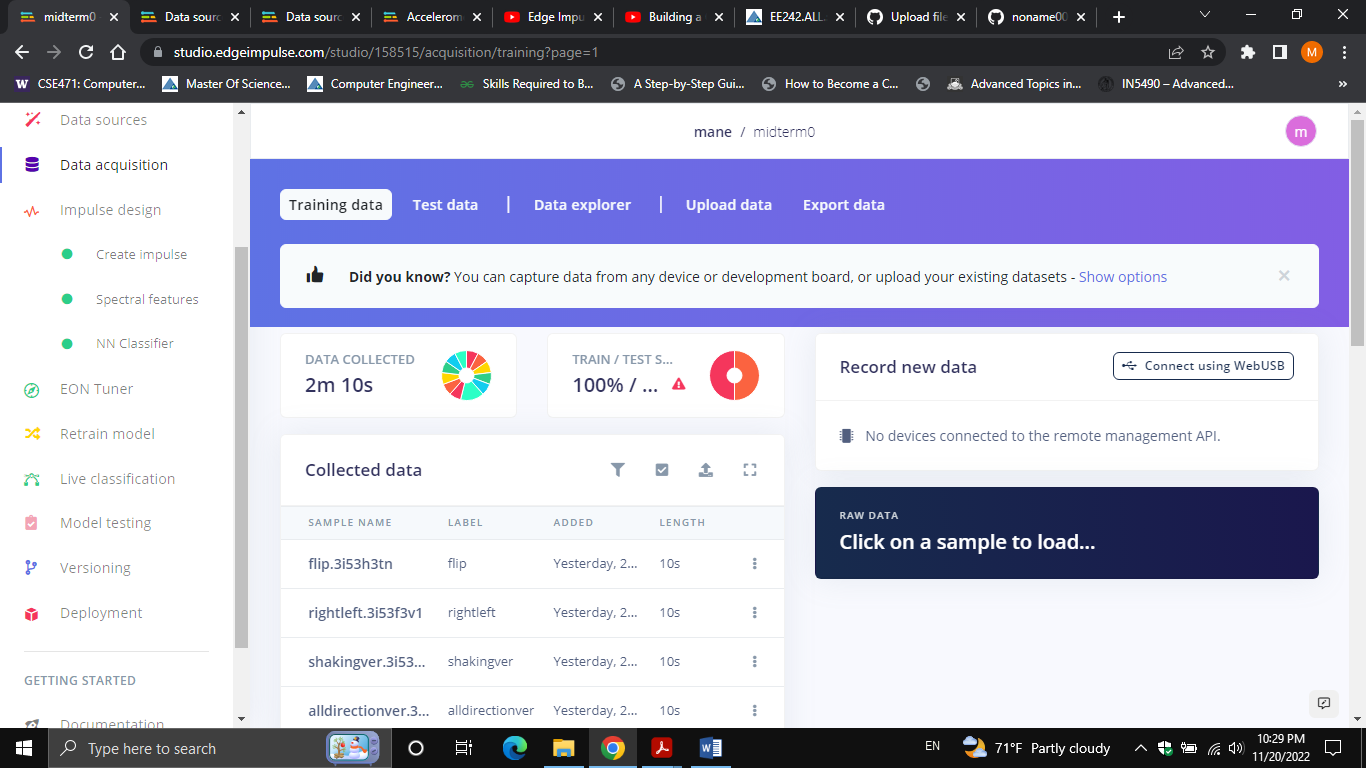 midterm0
Data sourc
Data sourc
Accelerom
Edge Impu
Building a
EE242.ALL
Upload file
noname00
studio.edgeimpulse.com/studio/158515/acquisition/training?page=1
M
W CSE471: Computer...
Master Of Science...
Computer Engineer...
Skills Required to B...
A Step-by-Step Gui...
How to Become a C...
Advanced Topics in...
IN5490 – Advanced...
»
Data sources
Data acquisition
Impulse design
Create impulse
Spectral features
NN Classifier
EON Tuner
Retrain model
Live classification
Model testing
Versioning
Deployment
GETTING STARTED
Documentation
mane / midterm0
m
Training data
Test data
Data explorer
Upload data
Export data
Did you know? You can capture data from any device or development board, or upload your existing datasets - Show options
DATA COLLECTED
2m 10s
TRAIN / TEST S...
100% / ...
Collected data
SAMPLE NAME LABEL ADDED LENGTH
flip.3i53h3tn flip Yesterday, 2... 10s
rightleft.3i53f3v1 rightleft Yesterday, 2... 10s
shakingver.3i53... shakingver Yesterday, 2... 10s
alldirectionver.3... alldirectionver Yesterday, 2... 10s
Record new data
Connect using WebUSB
No devices connected to the remote management API.
RAW DATA
Click on a sample to load...
Type here to search
EN
71°F Partly cloudy
10:29 PM
11/20/2022